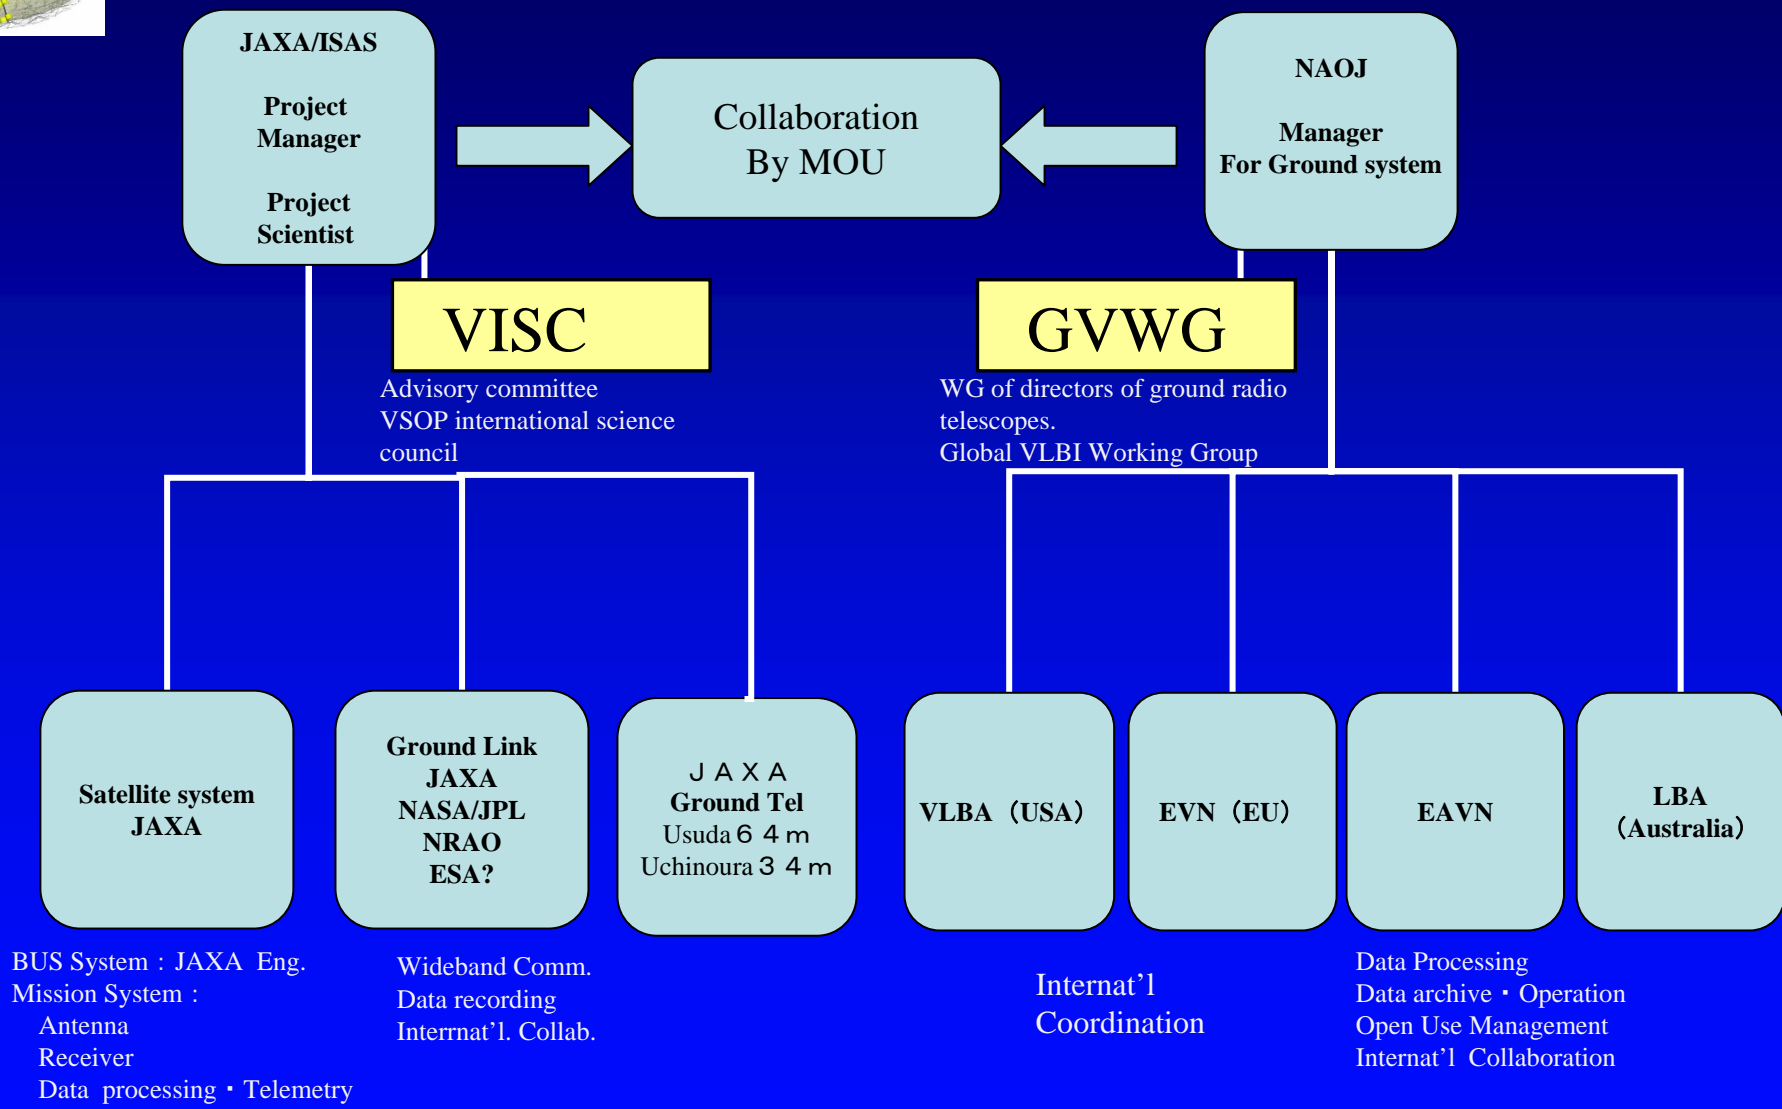 JAXA/ISAS
Project
Manager
Project
Scientist
Collaboration
By MOU
NAOJ
Manager
For Ground system
VISC
Advisory committee
VSOP international science
council
GVWG
WG of directors of ground radio
telescopes.
Global VLBI Working Group
Satellite system
JAXA
Ground Link
JAXA
NASA/JPL
NRAO
ESA?
ＪＡＸＡ
Ground Tel
Usuda６４ｍ
Uchinoura３４ｍ
VLBA（USA）
EVN（EU）
EAVN
LBA
（Australia）
BUS System：JAXA Eng.
Mission System：
Antenna
Receiver
Data processing・Telemetry
Wideband Comm.
Data recording
Interrnat’l. Collab.
Internat’l
Coordination
Data Processing
Data archive・Operation
Open Use Management
Internat’l Collaboration